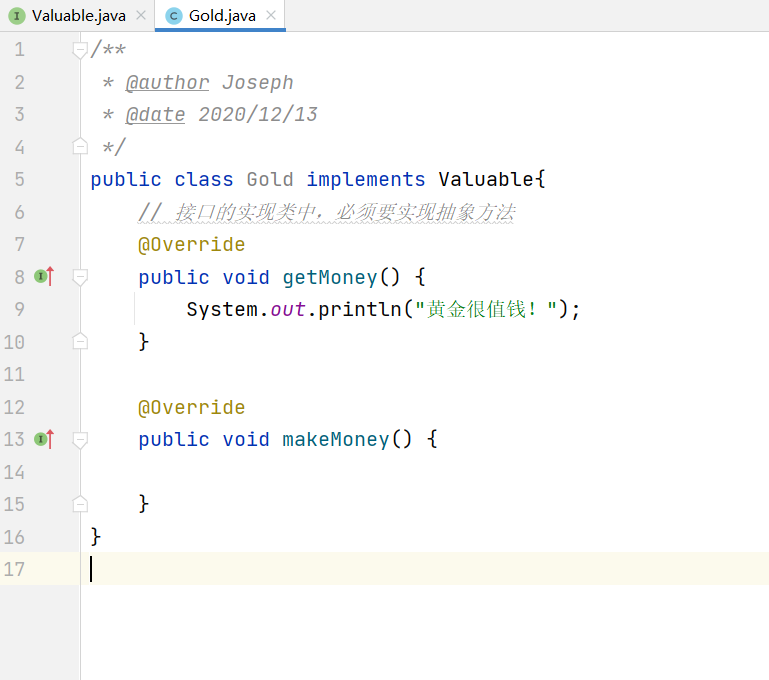 Valuable.java
Gold.java
1 /**
2 * @author Joseph
3 * @date 2020/12/13
4 */
5 public class Gold implements Valuable{
6 // 接口的实现类中，必须要实现抽象方法
7 @Override
8 public void getMoney() {
9 System.out.println("黄金很值钱！");
10 }
11
12 @Override
13 public void makeMoney() {
14
15 }
16 }
17